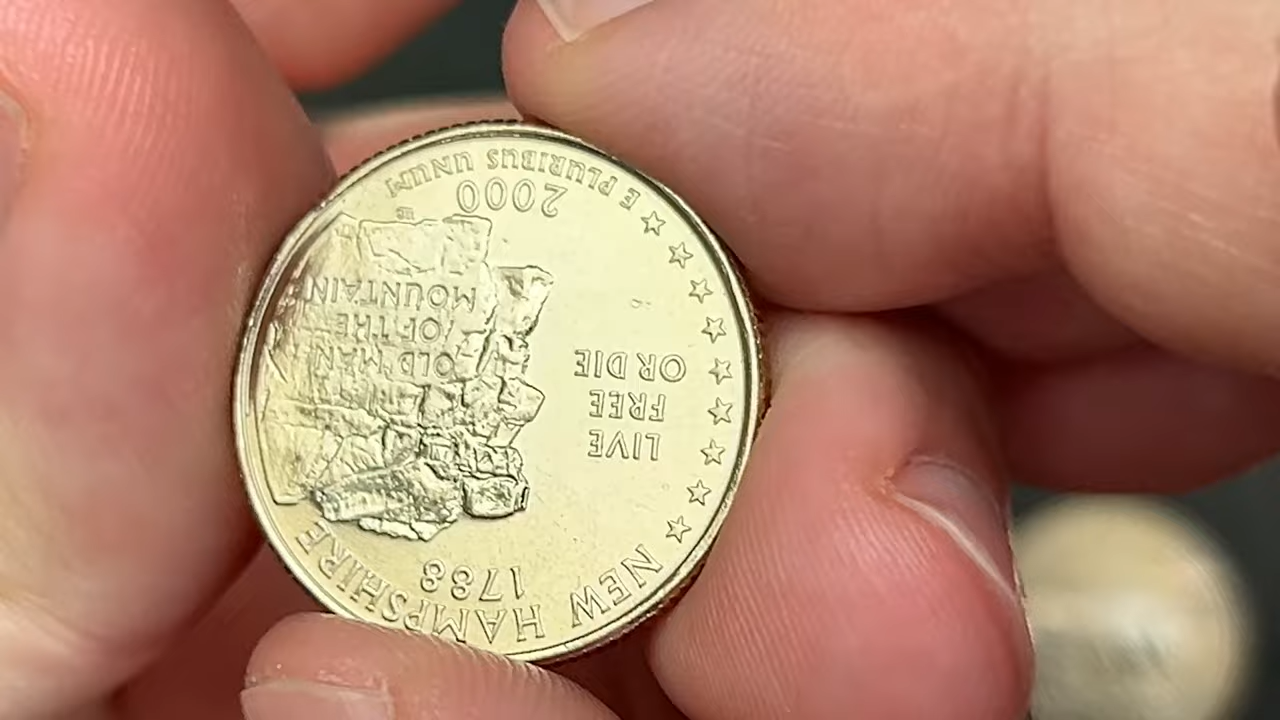 NEW HAMPSHIRE
1788
LIVE
FREE
OR DIE
OLD MAN
OF THE
MOUNTAIN
2000
E PLURIBUS UNUM